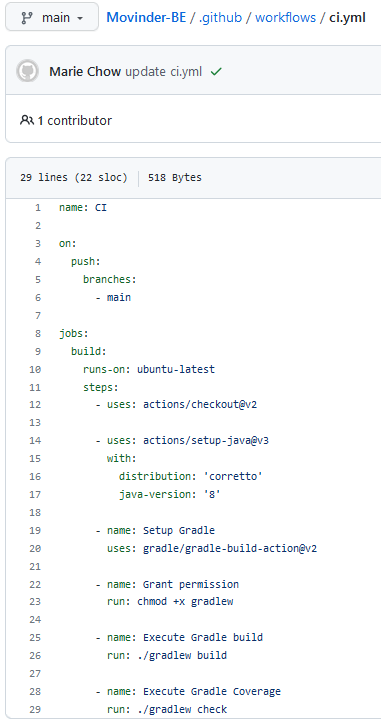 main
Movinder-BE / .github / workflows / ci.yml
Marie Chow update ci.yml
1 contributor
29 lines (22 sloc) 518 Bytes
1 name: CI
2
3 on:
4   push:
5     branches:
6       - main
7
8 jobs:
9   build:
10     runs-on: ubuntu-latest
11     steps:
12       - uses: actions/checkout@v2
13
14       - uses: actions/setup-java@v3
15         with:
16           distribution: 'corretto'
17           java-version: '8'
18
19       - name: Setup Gradle
20         uses: gradle/gradle-build-action@v2
21
22       - name: Grant permission
23         run: chmod +x gradlew
24
25       - name: Execute Gradle build
26         run: ./gradlew build
27
28       - name: Execute Gradle Coverage
29         run: ./gradlew check